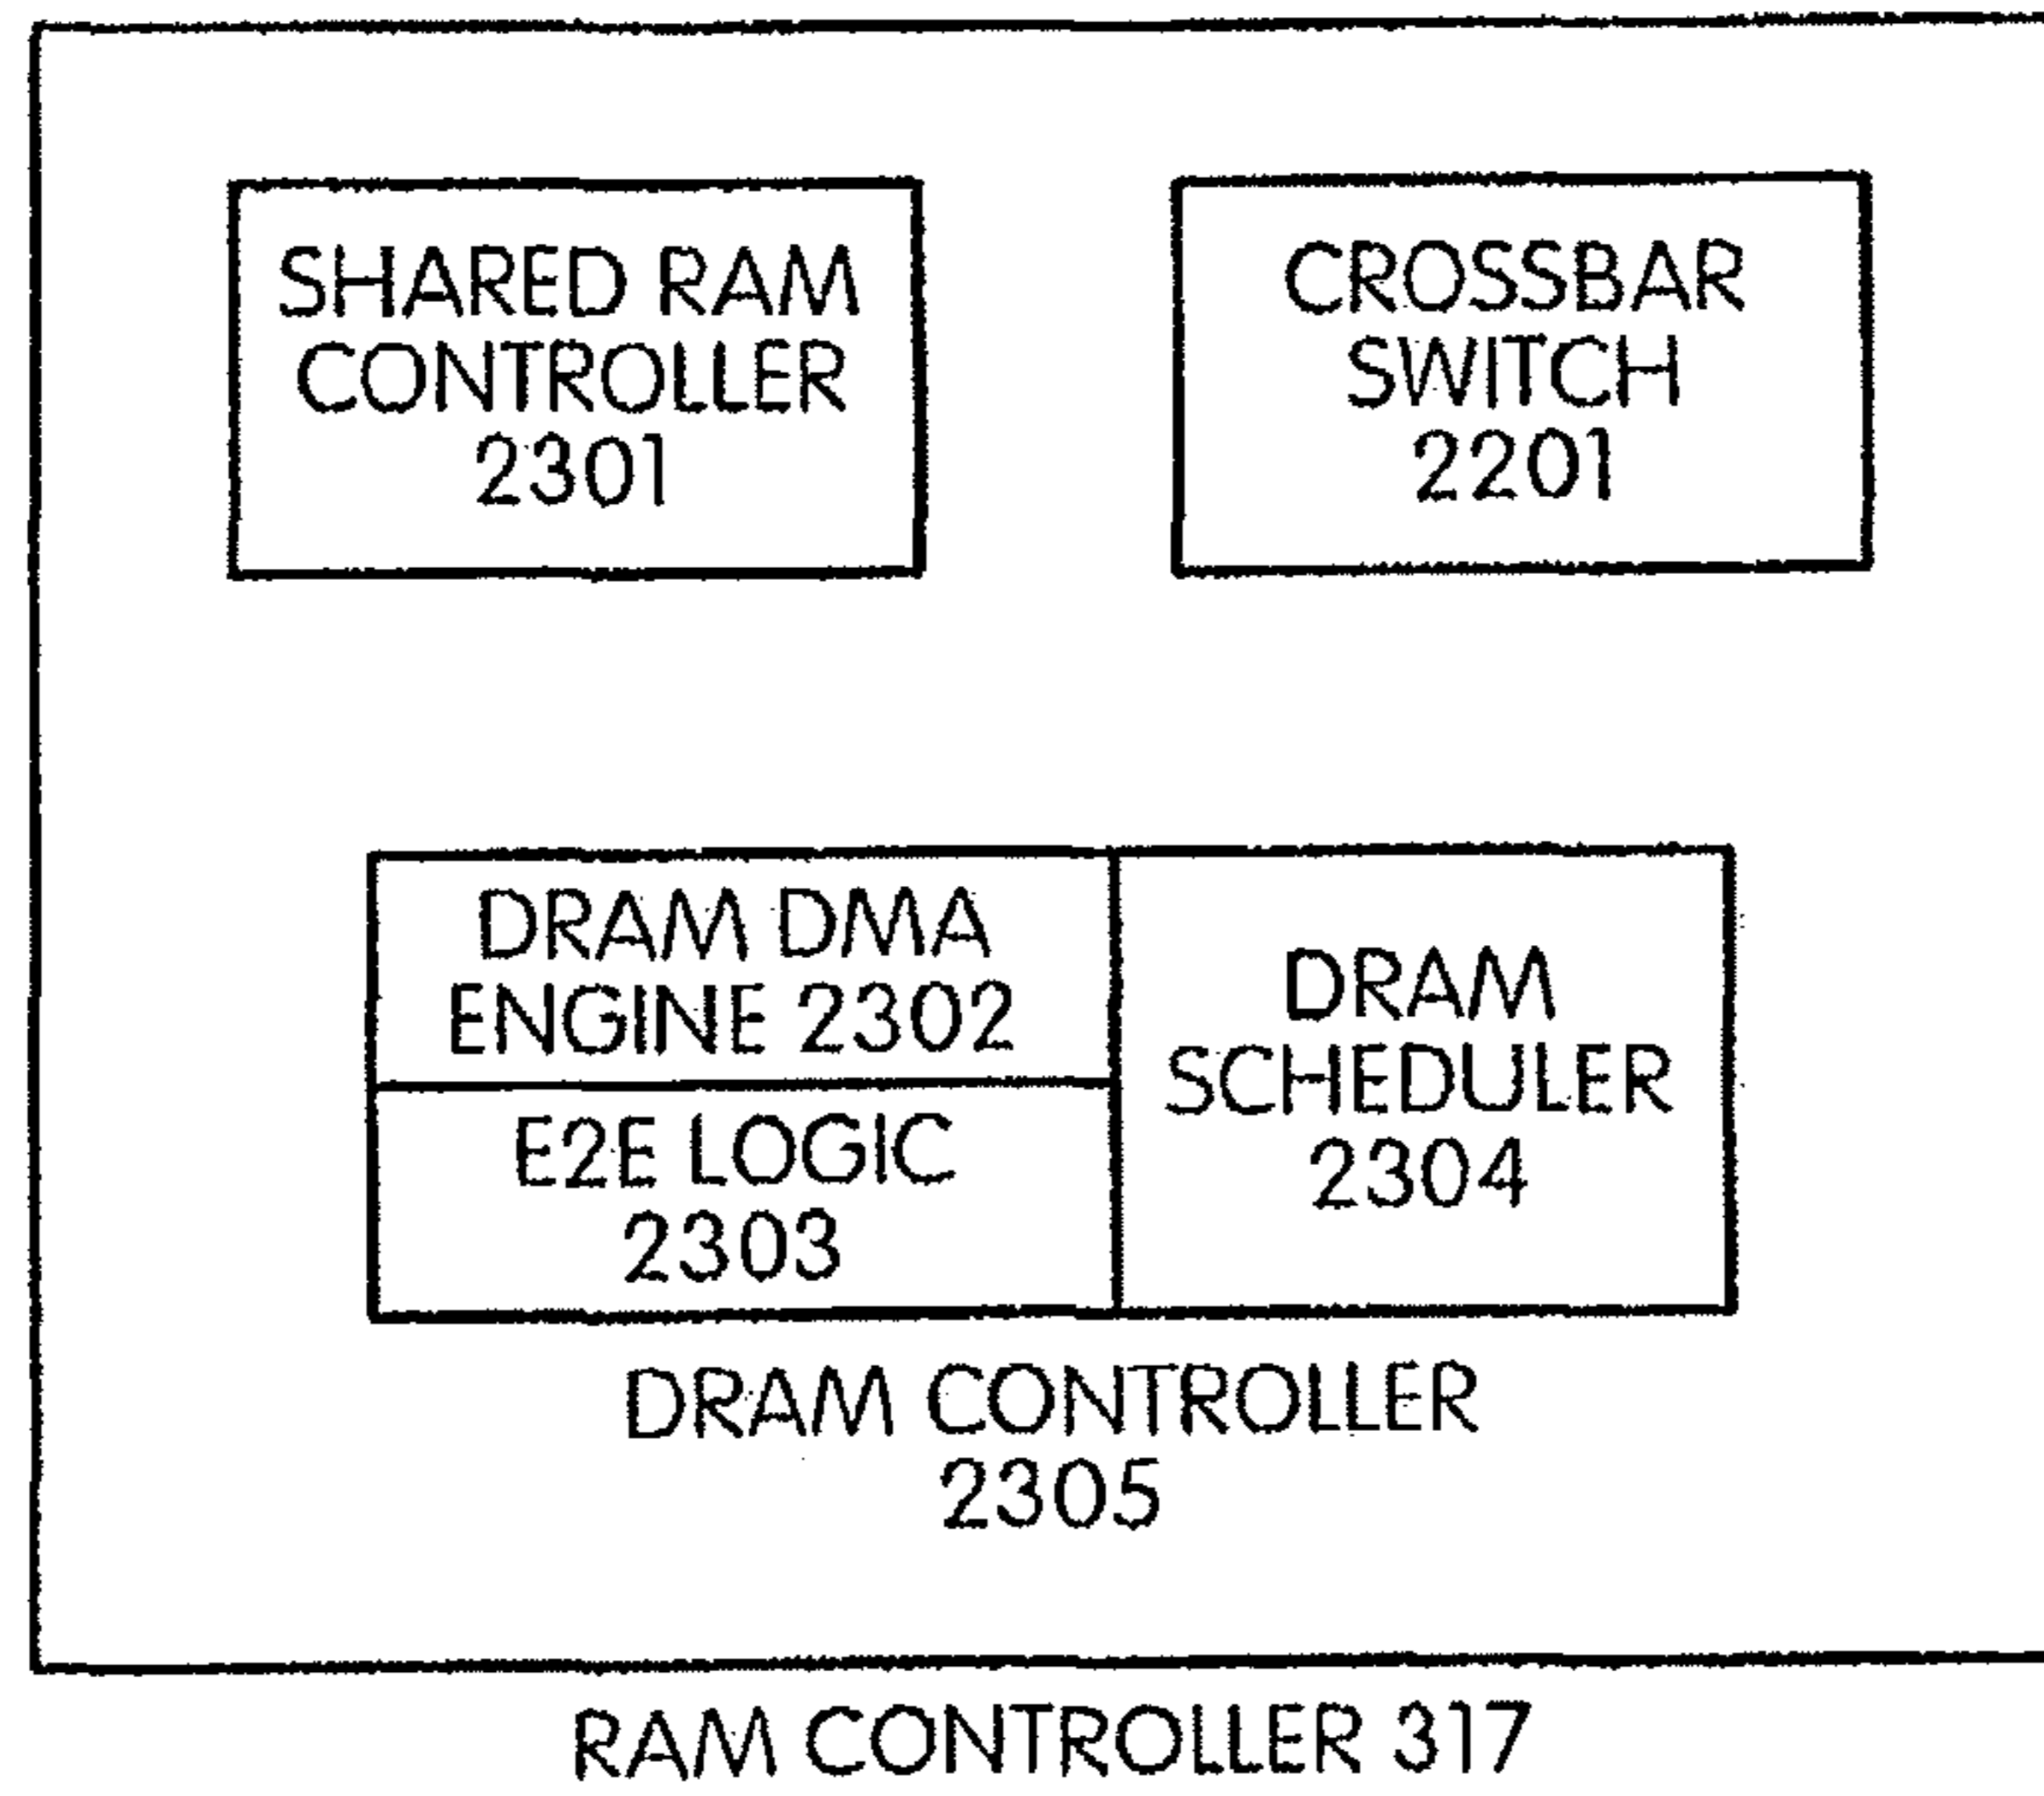 SHARED RAM
CONTROLLER
2301
CROSSBAR
SWITCH
2201
DRAM DMA
ENGINE 2302
E2E LOGIC
2303
DRAM
SCHEDULER
2304
DRAM CONTROLLER
2305
RAM CONTROLLER 317